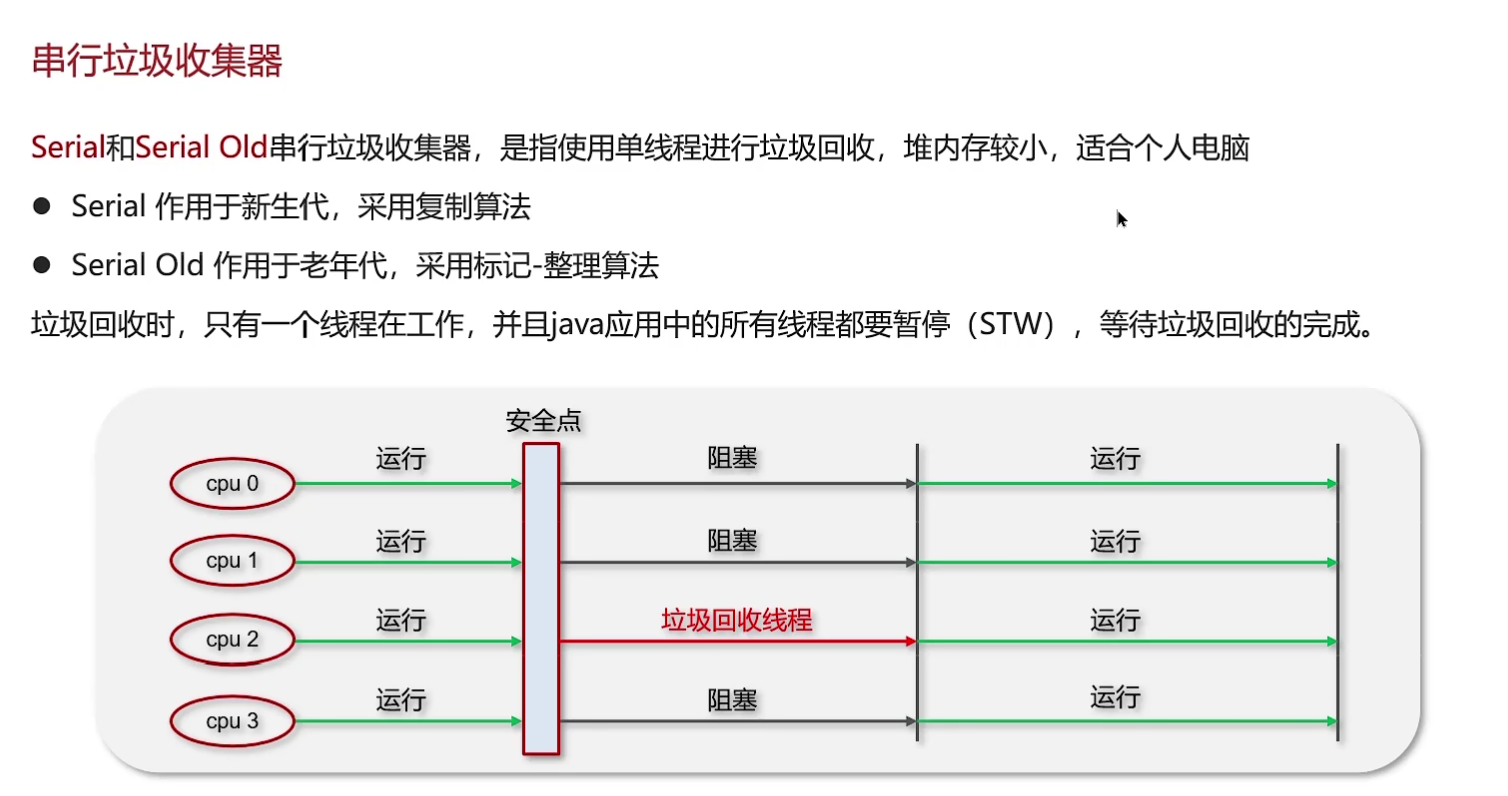 串行垃圾收集器
Serial和Serial Old串行垃圾收集器，是指使用单线程进行垃圾回收，堆内存较小，适合个人电脑
● Serial 作用于新生代，采用复制算法
● Serial Old 作用于老年代，采用标记-整理算法
垃圾回收时，只有一个线程在工作，并且java应用中的所有线程都要暂停（STW），等待垃圾回收的完成。
安全点
cpu 0 运行 阻塞 运行
cpu 1 运行 阻塞 运行
cpu 2 运行 垃圾回收线程 运行
cpu 3 运行 阻塞 运行